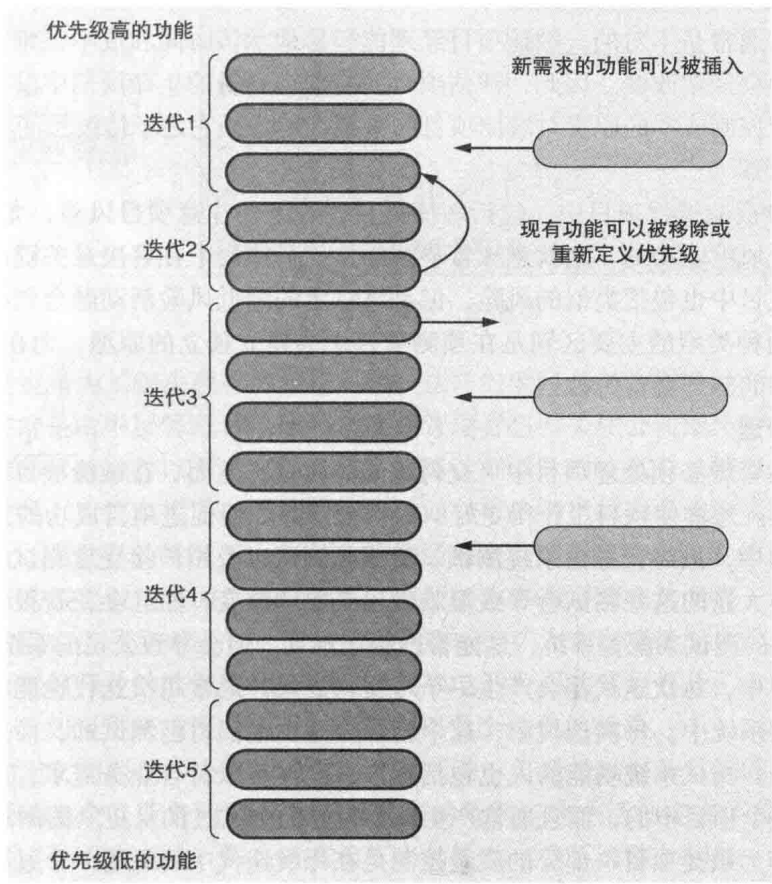 优先级高的功能
新需求的功能可以被插入
迭代1
迭代2
现有功能可以被移除或
重新定义优先级
迭代3
迭代4
迭代5
优先级低的功能